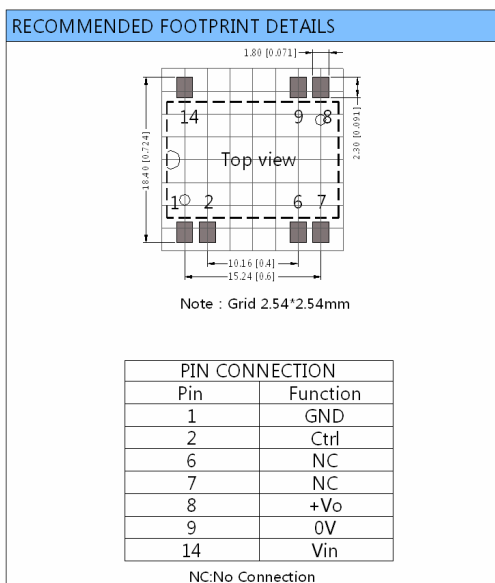 RECOMMENDED FOOTPRINT DETAILS
1.80 [0.071]
14 9 8
2.30 [0.091]
18.40 [0.724]
Top view
1 2 6 7
10.16 [0.4]
15.24 [0.6]
Note : Grid 2.54*2.54mm
PIN CONNECTION
Pin Function
1 GND
2 Ctrl
6 NC
7 NC
8 +Vo
9 0V
14 Vin
NC:No Connection